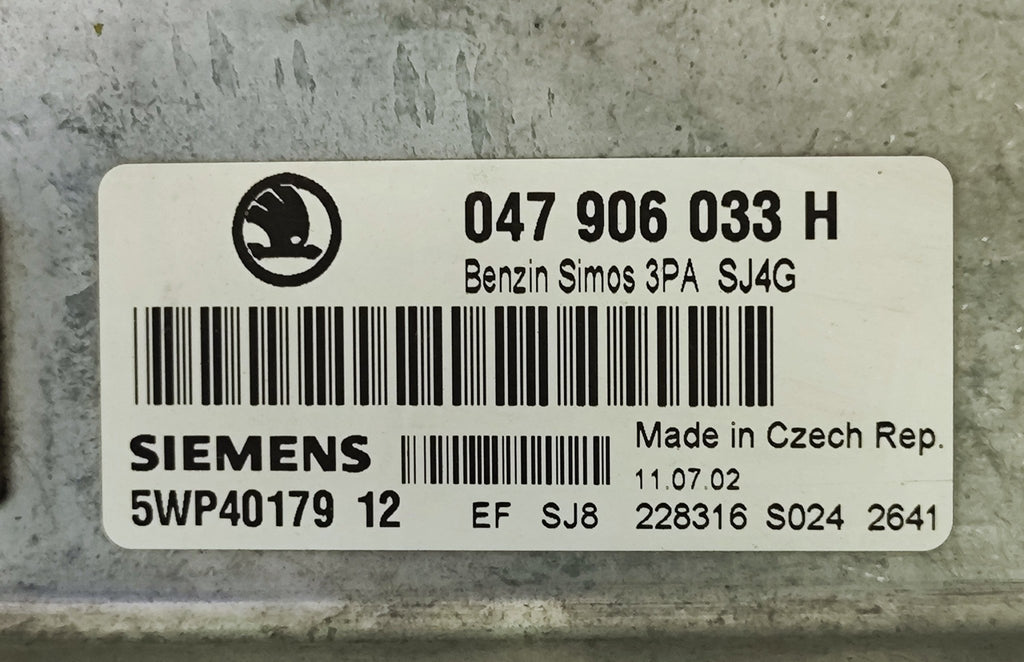 047 906 033 H
Benzin Simos 3PA SJ4G
SIEMENS
Made in Czech Rep.
11.07.02
5WP40179 12
EF SJ8 228316 S024 2641